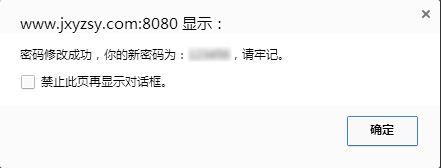 www.jxyzsy.com:8080 显示：
密码修改成功，你的新密码为：，请牢记。
禁止此页再显示对话框。
确定